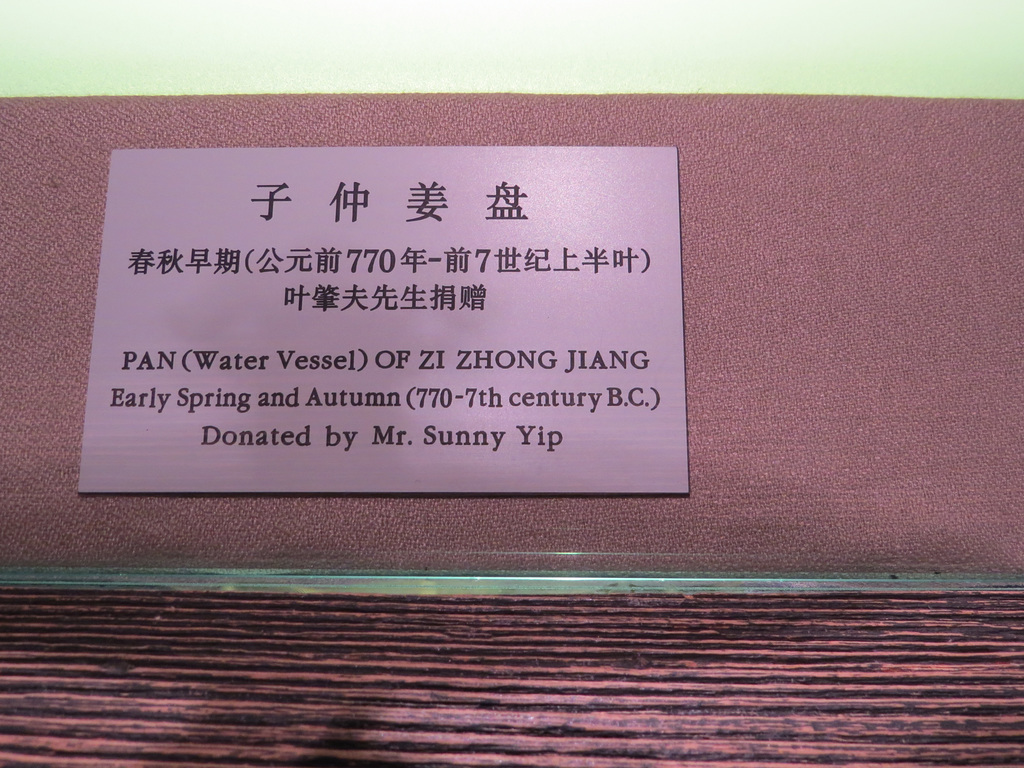 子仲姜盘
春秋早期(公元前770年-前7世纪上半叶)
叶肇夫先生捐赠
PAN (Water Vessel) OF ZI ZHONG JIANG
Early Spring and Autumn (770-7th century B.C.)
Donated by Mr. Sunny Yip